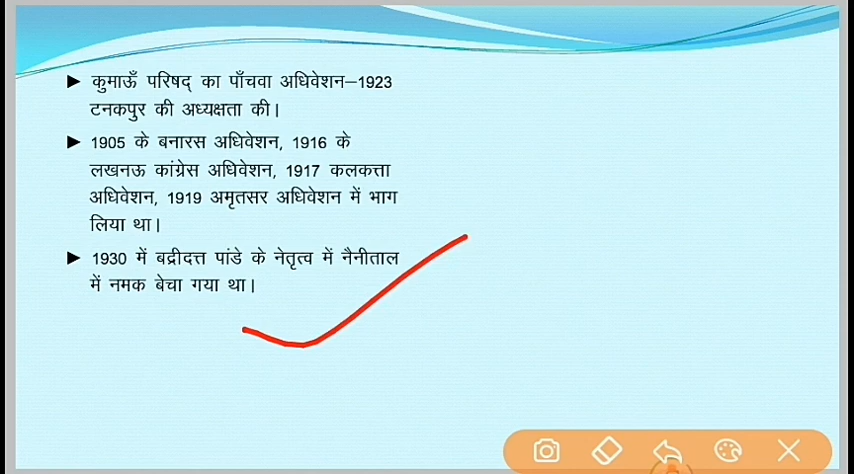 ► कुमाऊँ परिषद् का पाँचवा अधिवेशन–1923
टनकपुर की अध्यक्षता की।
► 1905 के बनारस अधिवेशन, 1916 के
लखनऊ कांग्रेस अधिवेशन, 1917 कलकत्ता
अधिवेशन, 1919 अमृतसर अधिवेशन में भाग
लिया था।
► 1930 में बद्रीदत्त पांडे के नेतृत्व में नैनीताल
में नमक बेचा गया था।